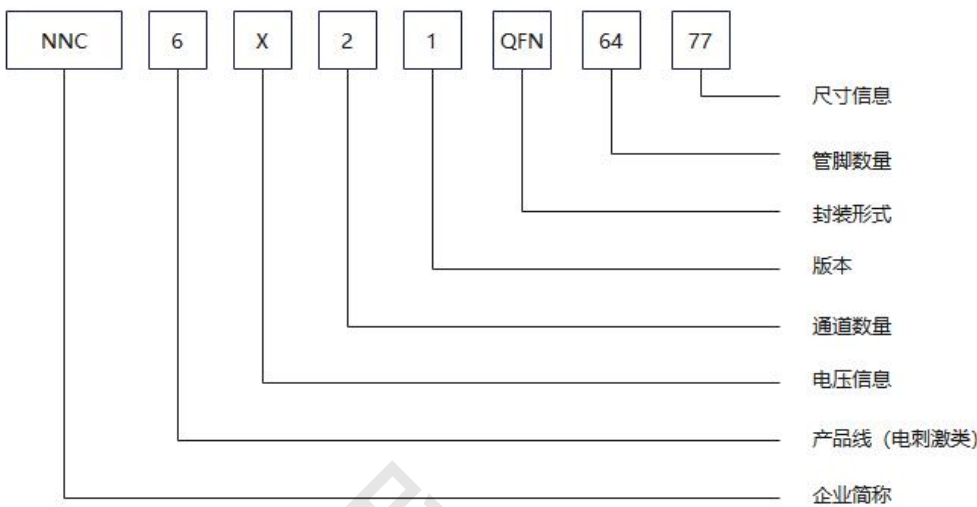 NNC 6 X 2 1 QFN 64 77
尺寸信息
管脚数量
封装形式
版本
通道数量
电压信息
产品线（电刺激类）
企业简称